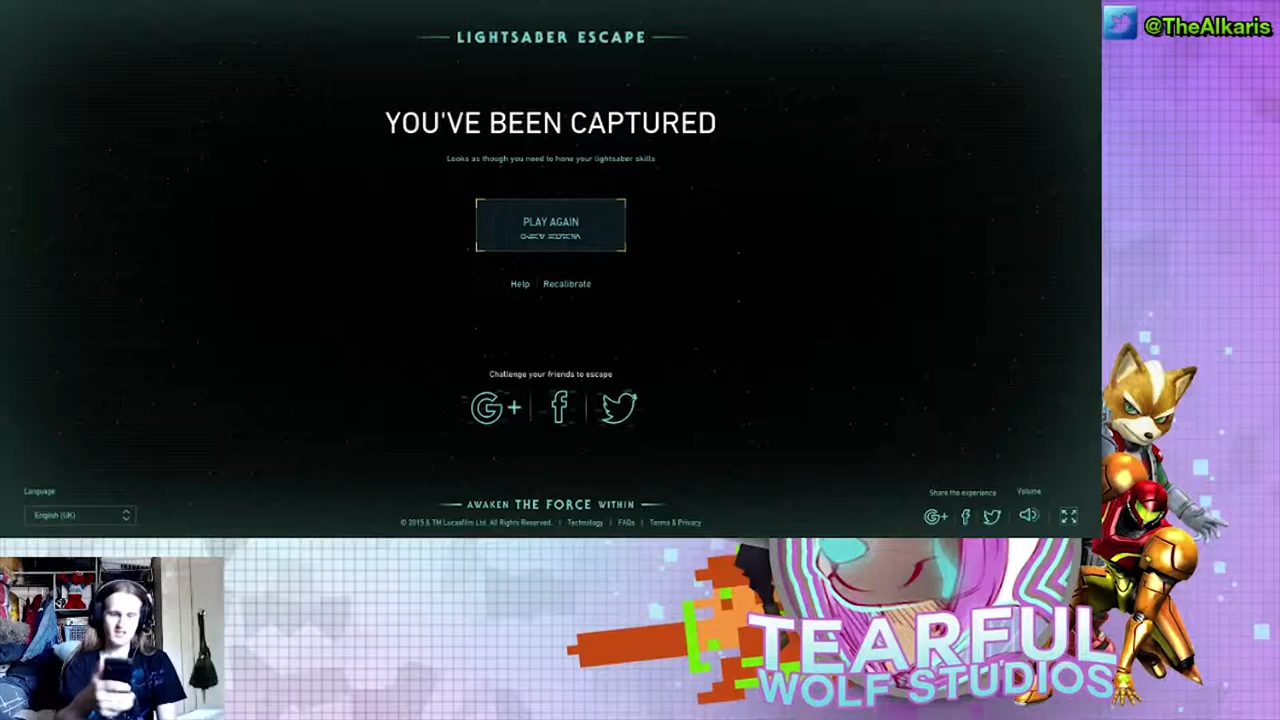 @TheAlkaris
LIGHTSABER ESCAPE
YOU'VE BEEN CAPTURED
Looks as though you need to hone your lightsaber skills
PLAY AGAIN
Help | Recalibrate
Challenge your friends to escape
G+ f
Language
English (UK)
AWAKEN THE FORCE WITHIN
© 2015 & TM Lucasfilm Ltd. All Rights Reserved. | Technology | FAQs | Terms & Privacy
Share the experience
Volume
G+ f
TEARFUL
WOLF STUDIOS